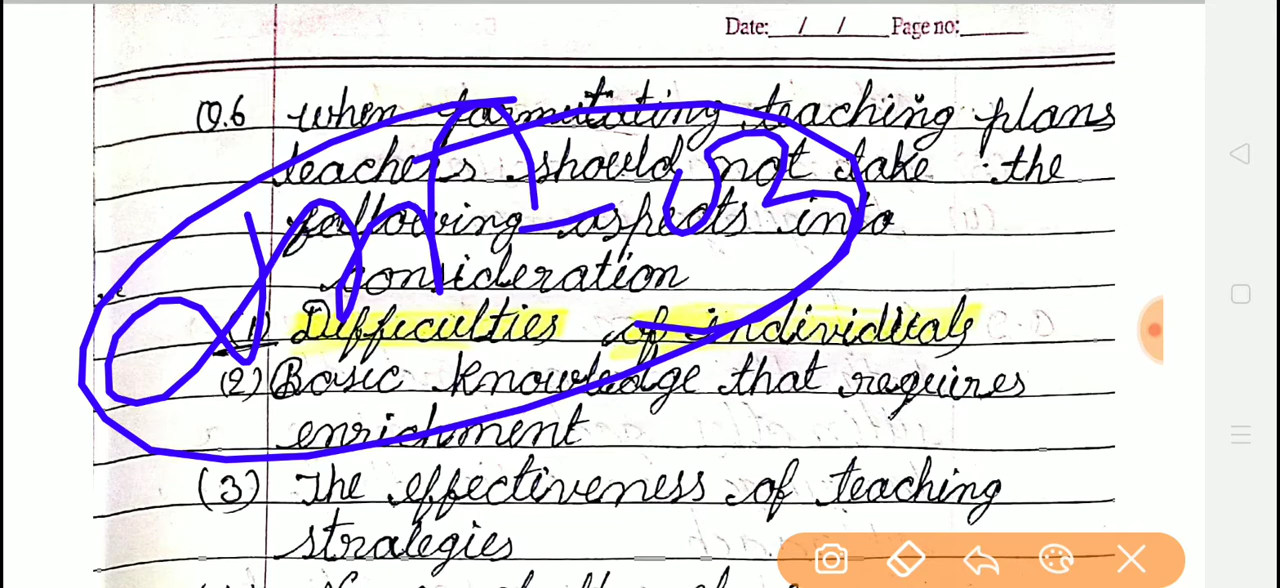 Date: / / Page no:
Q.6 when formutating teaching plans
teachers should not take the
following aspects into
consideration
(1) Difficulties of individuals
(2) Basic knowledge that requires
enrichment
(3) The effectiveness of teaching
strategies